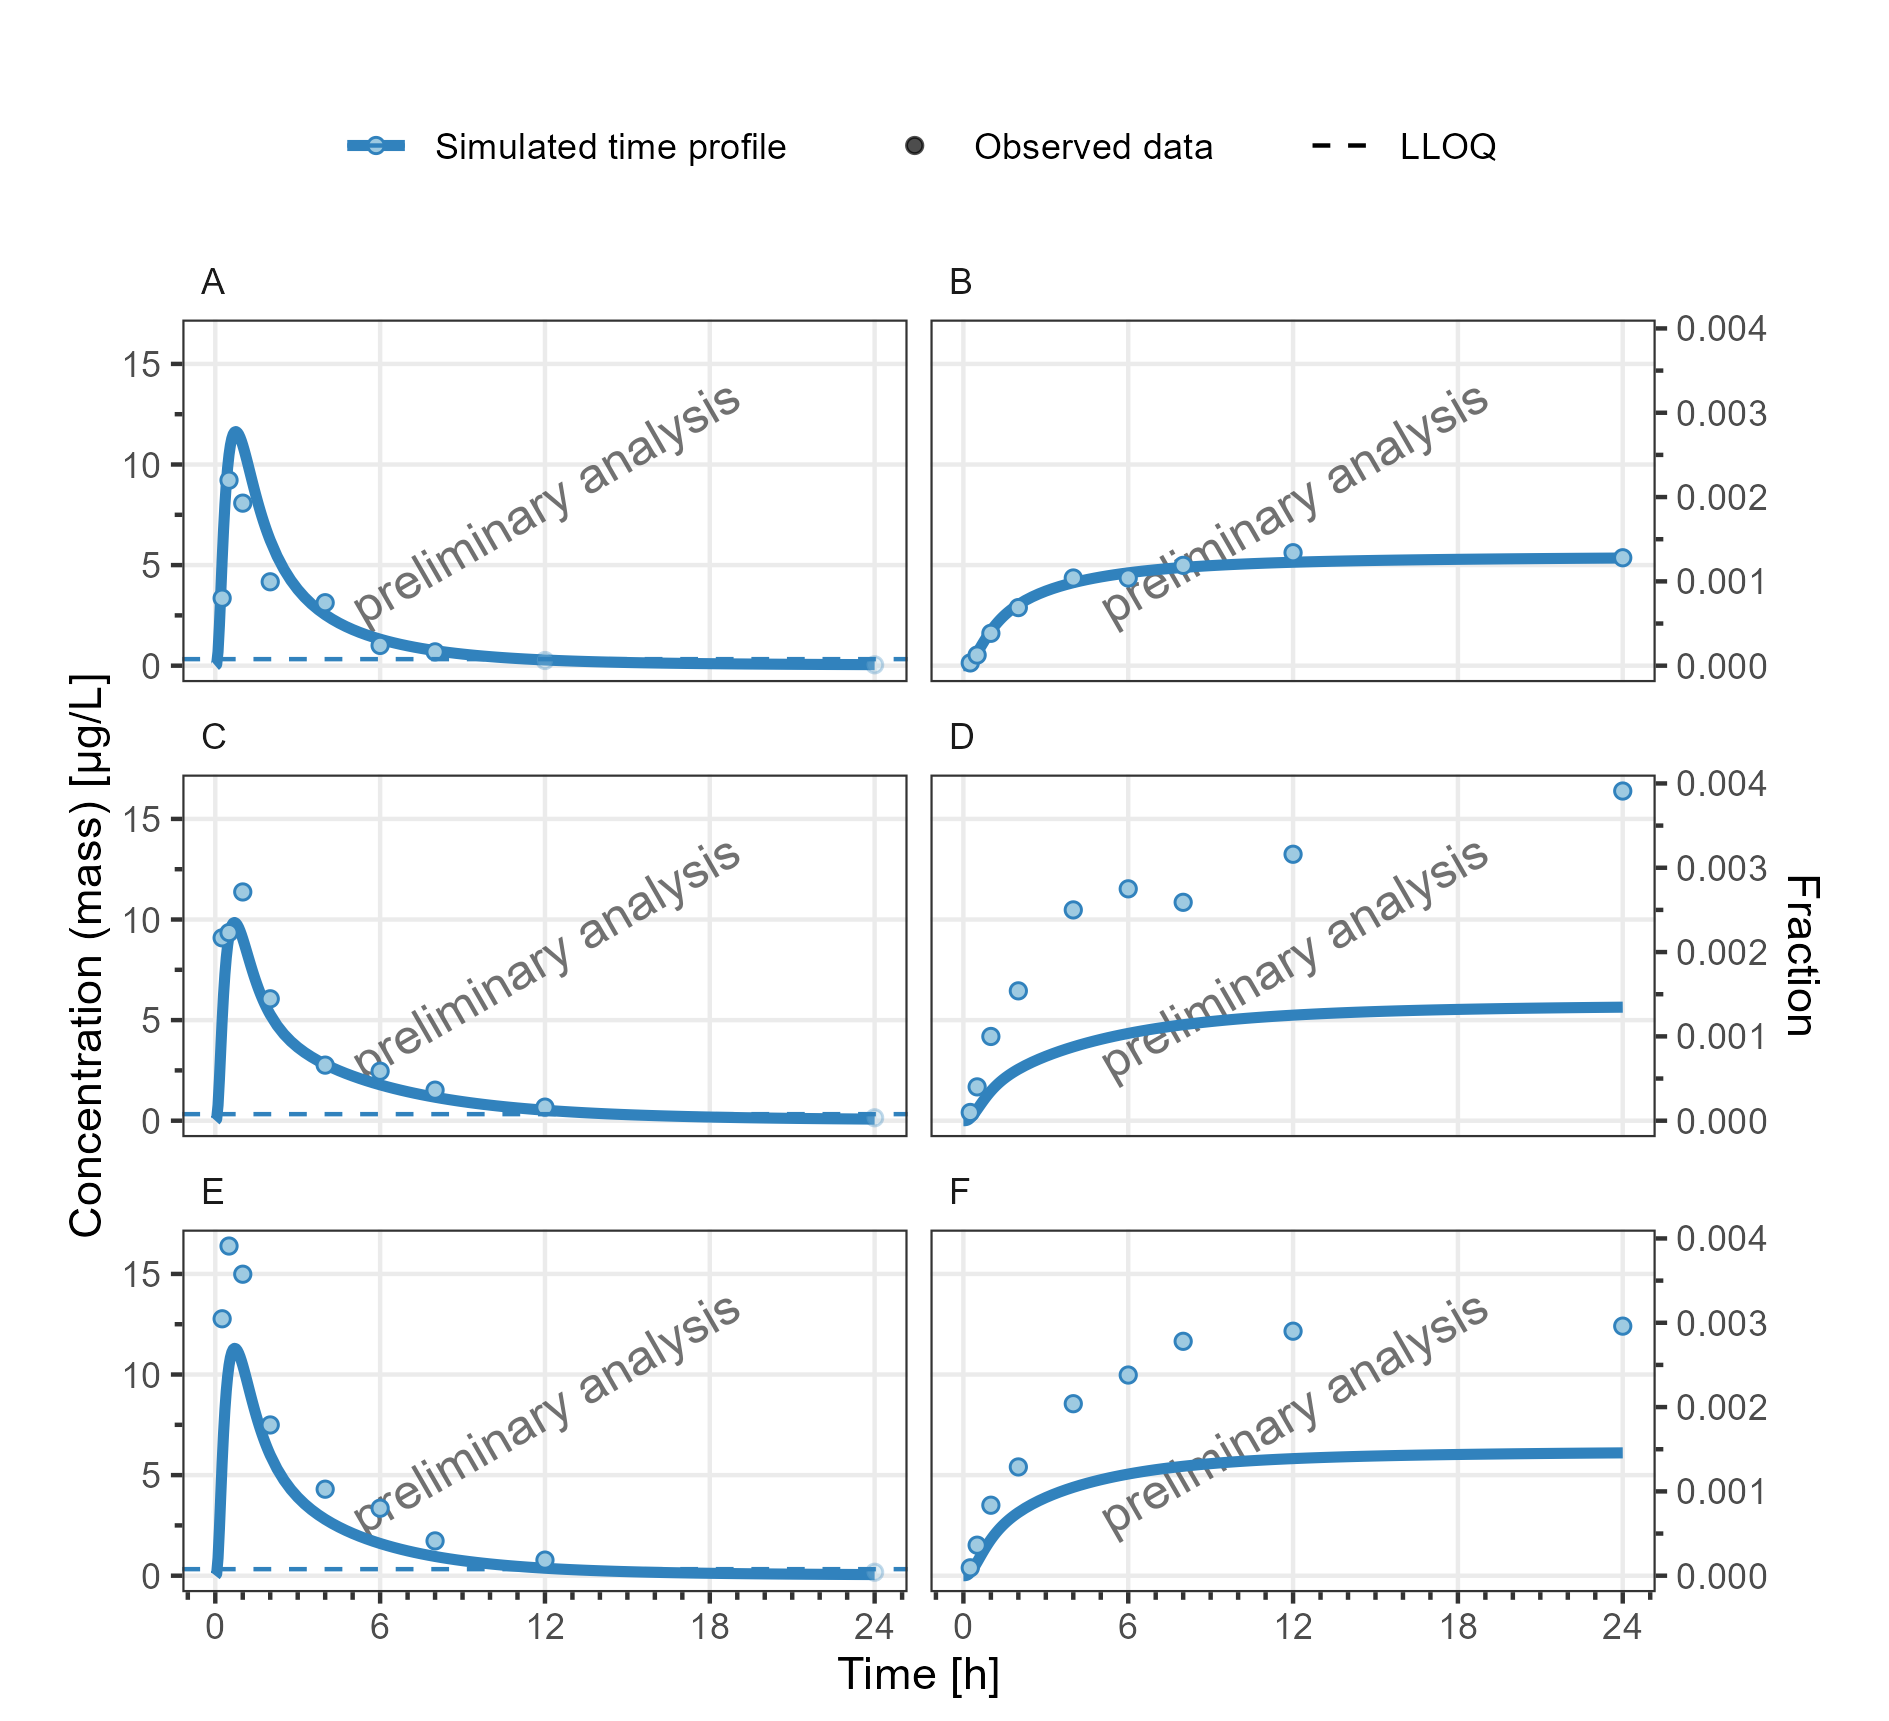 Simulated time profile
Observed data
LLOQ
A
B
15
10
5
0
preliminary analysis
preliminary analysis
0.004
0.003
0.002
0.001
0.000
C
D
15
10
5
0
preliminary analysis
preliminary analysis
0.004
0.003
0.002
0.001
0.000
E
F
15
10
5
0
preliminary analysis
preliminary analysis
0.004
0.003
0.002
0.001
0.000
0 6 12 18 24
0 6 12 18 24
Time [h]
Concentration (mass) [µg/L]
Fraction